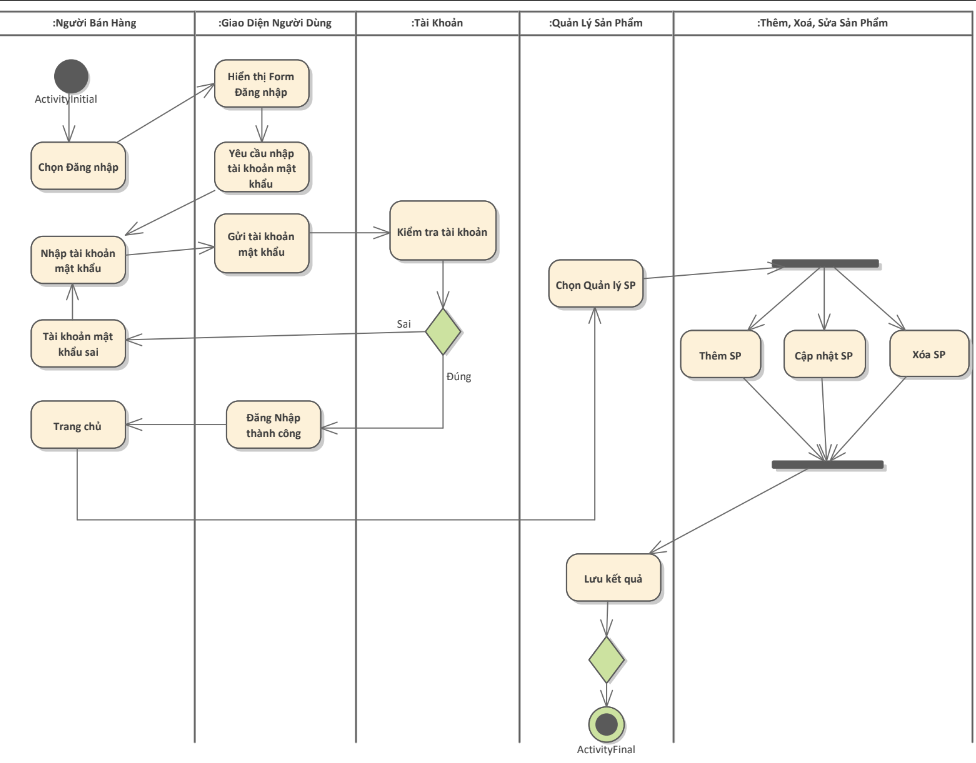 :Người Bán Hàng
:Giao Diện Người Dùng
:Tài Khoản
:Quản Lý Sản Phẩm
:Thêm, Xoá, Sửa Sản Phẩm
ActivityInitial
Hiển thị Form
Đăng nhập
Chọn Đăng nhập
Yêu cầu nhập
tài khoản mật
khẩu
Nhập tài khoản
mật khẩu
Gửi tài khoản
mật khẩu
Kiểm tra tài khoản
Chọn Quản lý SP
Sai
Tài khoản mật
khẩu sai
Thêm SP
Cập nhật SP
Xóa SP
Đúng
Trang chủ
Đăng Nhập
thành công
Lưu kết quả
ActivityFinal